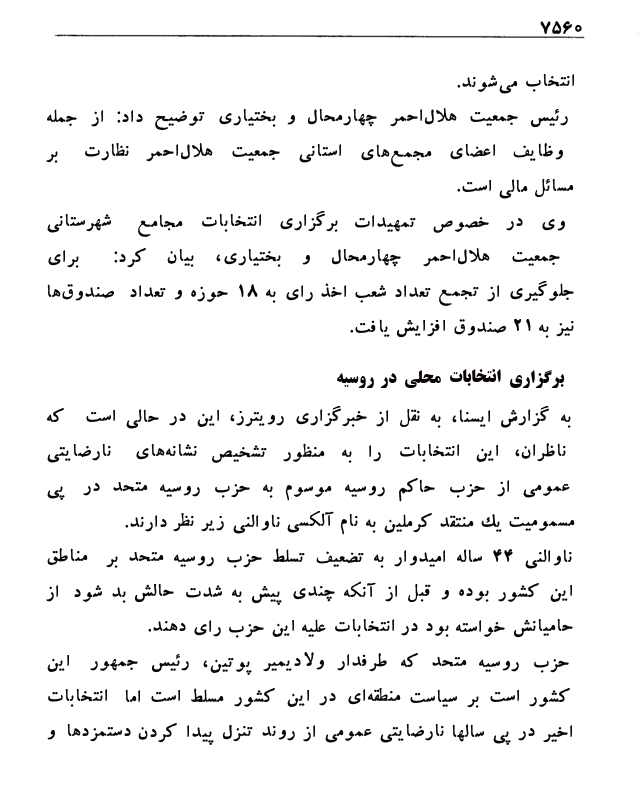 ۷۵۶۰
انتخاب می‌شوند.
رئیس جمعیت هلال‌احمر چهارمحال و بختیاری توضیح داد: از جمله
وظایف اعضای مجمع‌های استانی جمعیت هلال‌احمر نظارت بر
مسائل مالی است.
وی در خصوص تمهیدات برگزاری انتخابات مجامع شهرستانی
جمعیت هلال‌احمر چهارمحال و بختیاری، بیان کرد: برای
جلوگیری از تجمع تعداد شعب اخذ رای به ۱۸ حوزه و تعداد صندوق‌ها
نیز به ۲۱ صندوق افزایش یافت.
برگزاری انتخابات محلی در روسیه
به گزارش ایسنا، به نقل از خبرگزاری رویترز، این در حالی است که
ناظران، این انتخابات را به منظور تشخیص نشانه‌های نارضایتی
عمومی از حزب حاکم روسیه موسوم به حزب روسیه متحد در پی
مسمومیت یك منتقد کرملین به نام آلکسی ناوالنی زیر نظر دارند.
ناوالنی ۴۴ ساله امیدوار به تضعیف تسلط حزب روسیه متحد بر مناطق
این کشور بوده و قبل از آنکه چندی پیش به شدت حالش بد شود از
حامیانش خواسته بود در انتخابات علیه این حزب رای دهند.
حزب روسیه متحد که طرفدار ولادیمیر پوتین، رئیس جمهور این
کشور است بر سیاست منطقه‌ای در این کشور مسلط است اما انتخابات
اخیر در پی سالها نارضایتی عمومی از روند تنزل پیدا کردن دستمزدها و